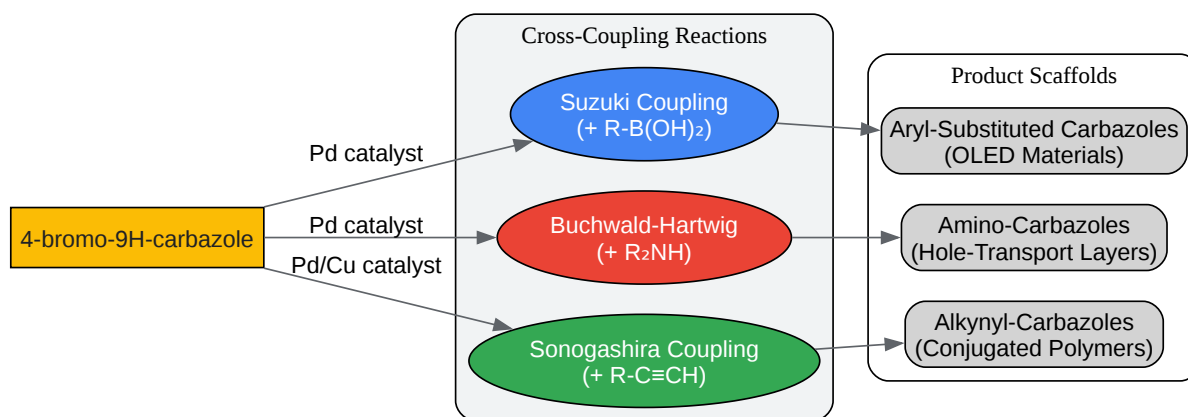 Cross-Coupling Reactions
Product Scaffolds
Suzuki Coupling
(+ R-B(OH)₂)
Aryl-Substituted Carbazoles
(OLED Materials)
Pd catalyst
4-bromo-9H-carbazole
Pd catalyst
Buchwald-Hartwig
(+ R₂NH)
Amino-Carbazoles
(Hole-Transport Layers)
Pd/Cu catalyst
Sonogashira Coupling
(+ R-C≡CH)
Alkynyl-Carbazoles
(Conjugated Polymers)